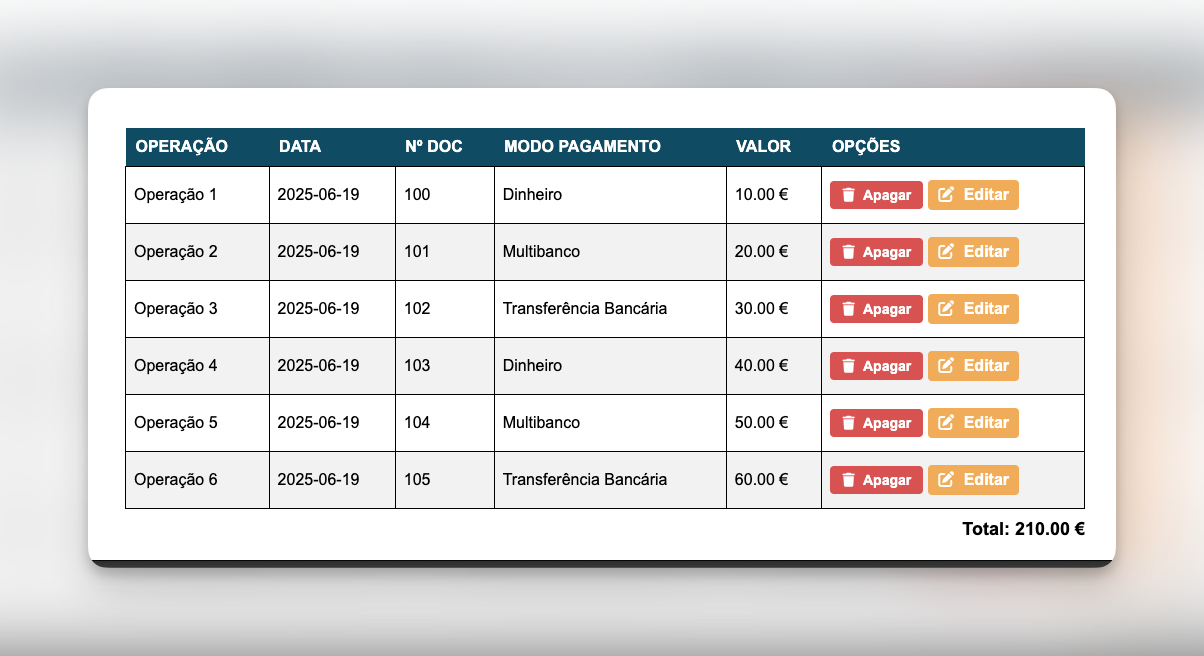 OPERAÇÃO DATA Nº DOC MODO PAGAMENTO VALOR OPÇÕES
Operação 1 2025-06-19 100 Dinheiro 10.00 € Apagar Editar
Operação 2 2025-06-19 101 Multibanco 20.00 € Apagar Editar
Operação 3 2025-06-19 102 Transferência Bancária 30.00 € Apagar Editar
Operação 4 2025-06-19 103 Dinheiro 40.00 € Apagar Editar
Operação 5 2025-06-19 104 Multibanco 50.00 € Apagar Editar
Operação 6 2025-06-19 105 Transferência Bancária 60.00 € Apagar Editar
Total: 210.00 €